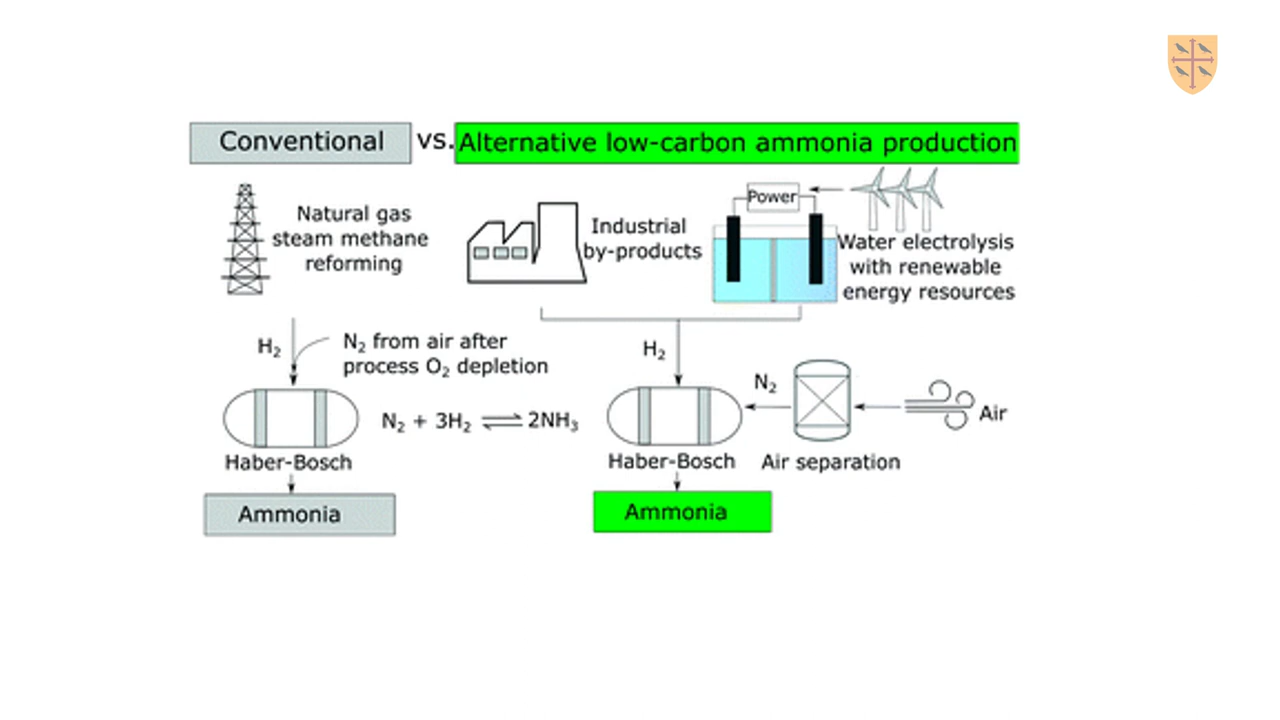 Conventional vs. Alternative low-carbon ammonia production
Natural gas
steam methane
reforming
Industrial
by-products
Power
Water electrolysis
with renewable
energy resources
H₂
N₂ from air after
process O₂ depletion
N₂ + 3H₂ ⇌ 2NH₃
Haber-Bosch
Ammonia
H₂
N₂
Air
Haber-Bosch
Air separation
Ammonia